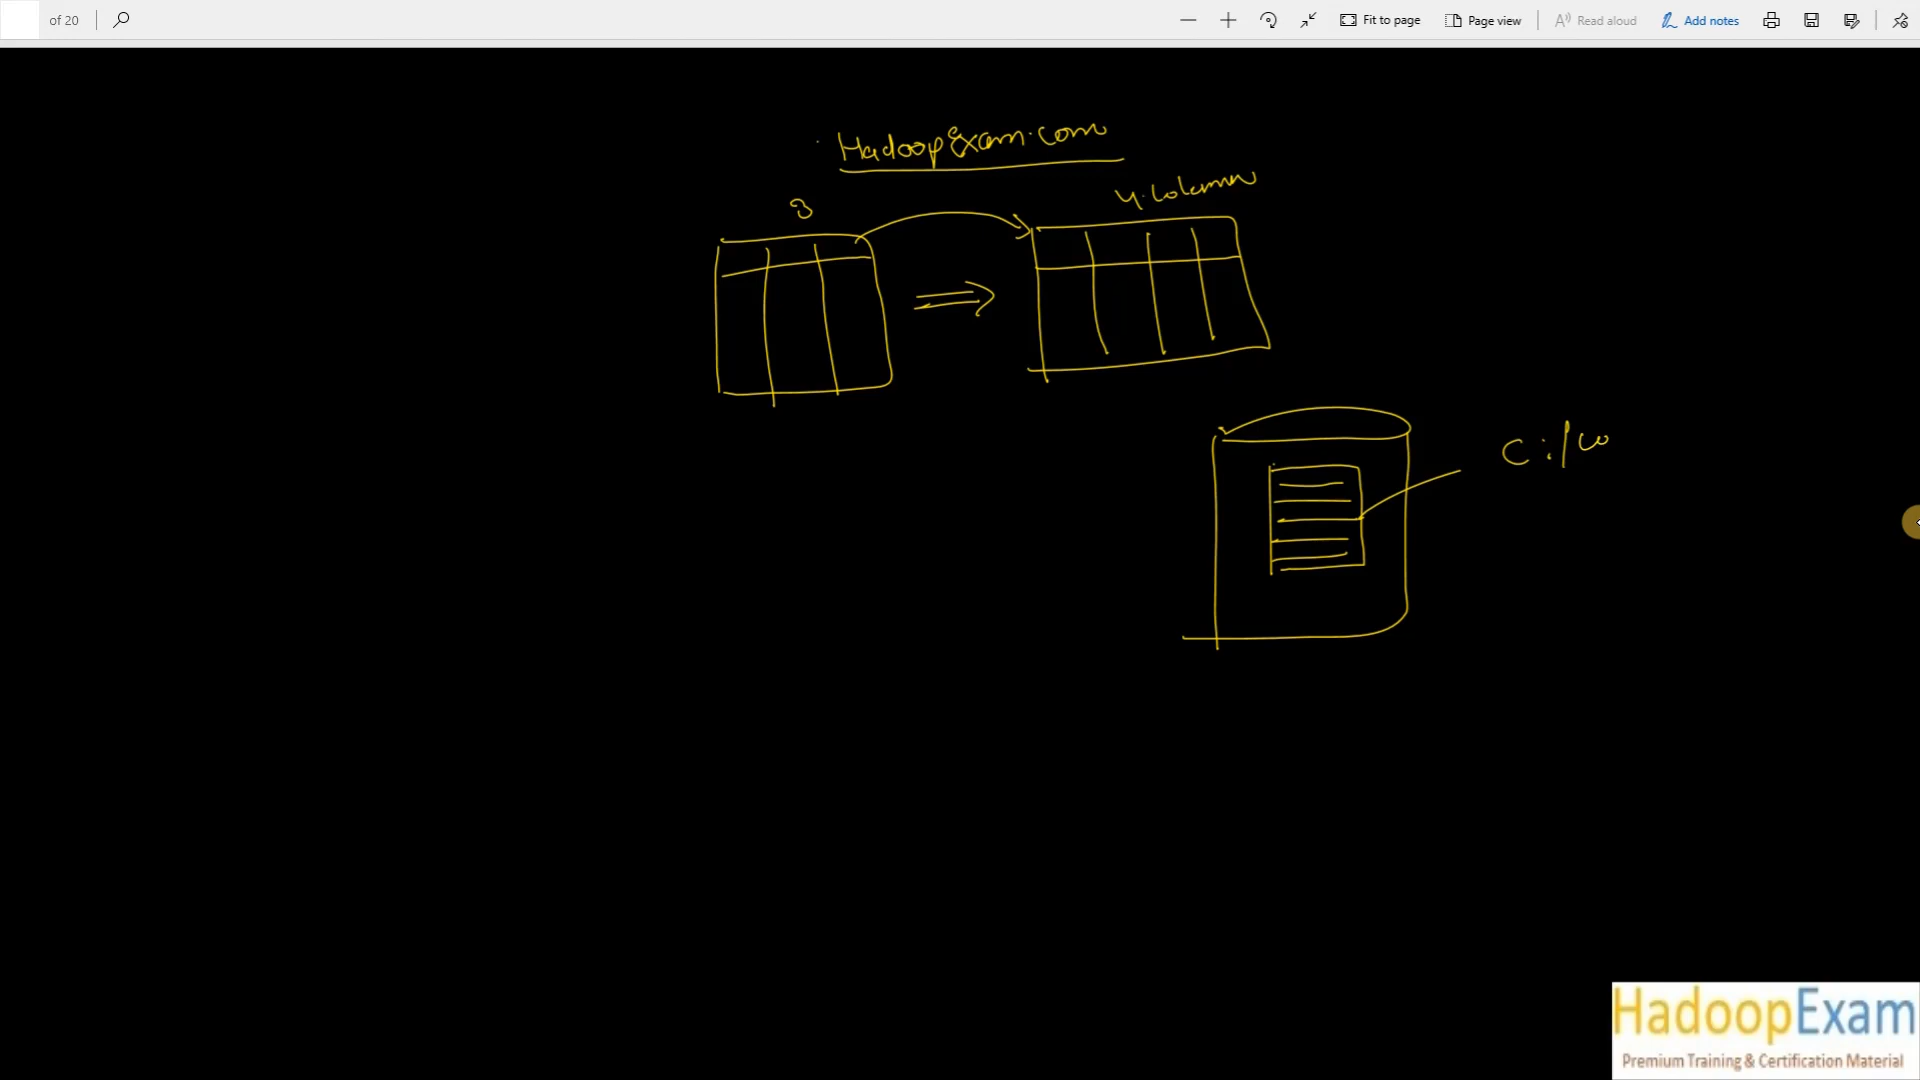 of 20
Fit to page
Page view
Read aloud
Add notes
HadoopExam.com
3
4.Column
C:/w
HadoopExam
Premium Training & Certification Material